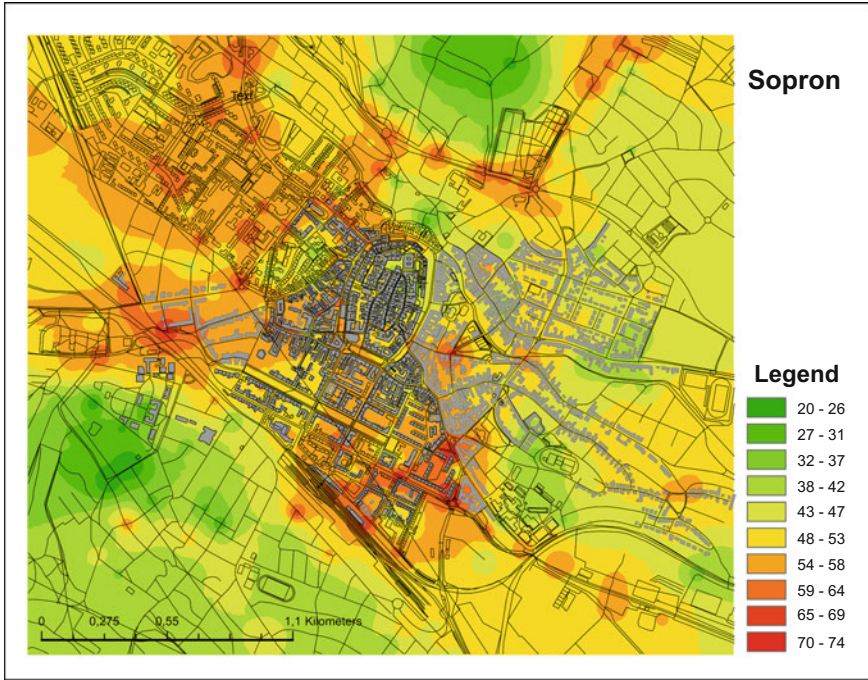 Sopron
Text
Legend
20 - 26
27 - 31
32 - 37
38 - 42
43 - 47
48 - 53
54 - 58
59 - 64
65 - 69
70 - 74
0 0,275 0,55 1,1 Kilometers